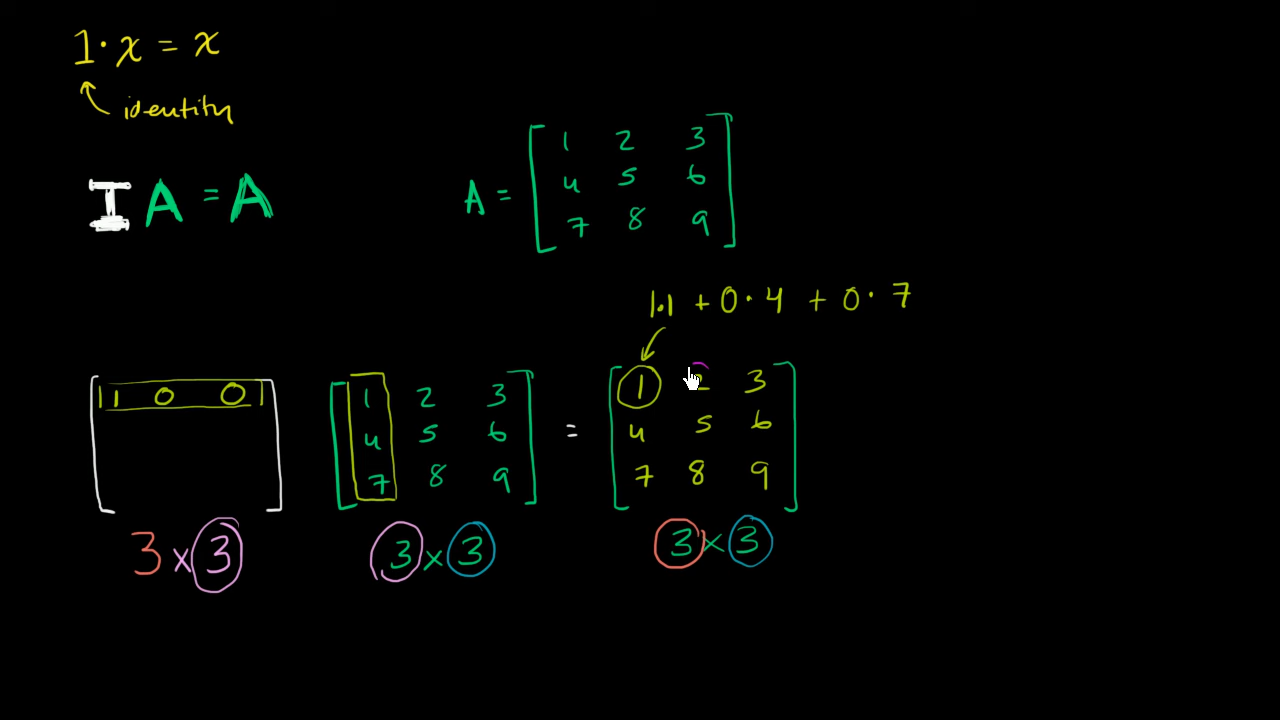 1 · x = x
identity
I A = A
A = [ 1 2 3
4 5 6
7 8 9 ]
1·1 + 0·4 + 0·7
[ 1 0 0 ] [ 1 2 3
4 5 6
7 8 9 ] = [ 1 2 3
4 5 6
7 8 9 ]
3 x 3 3 x 3 3 x 3